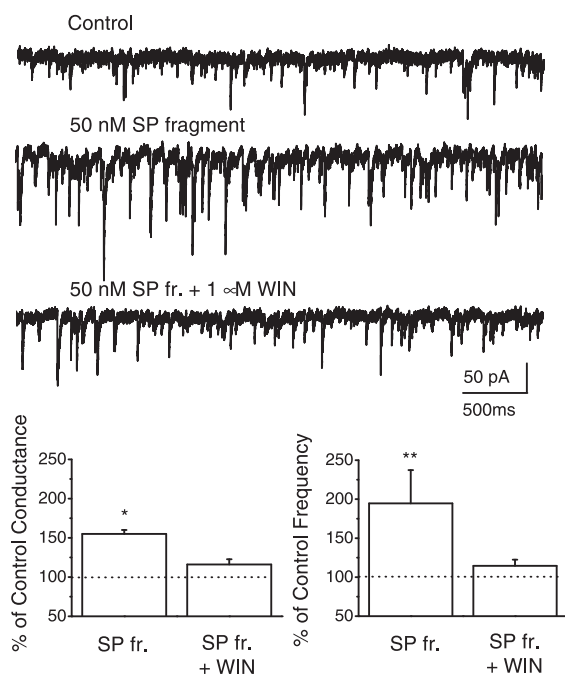 Control
50 nM SP fragment
50 nM SP fr. + 1 ∝M WIN
50 pA
500ms
% of Control Conductance
250
200
150
100
50
*
SP fr.
SP fr.
+ WIN
% of Control Frequency
250
200
150
100
50
**
SP fr.
SP fr.
+ WIN